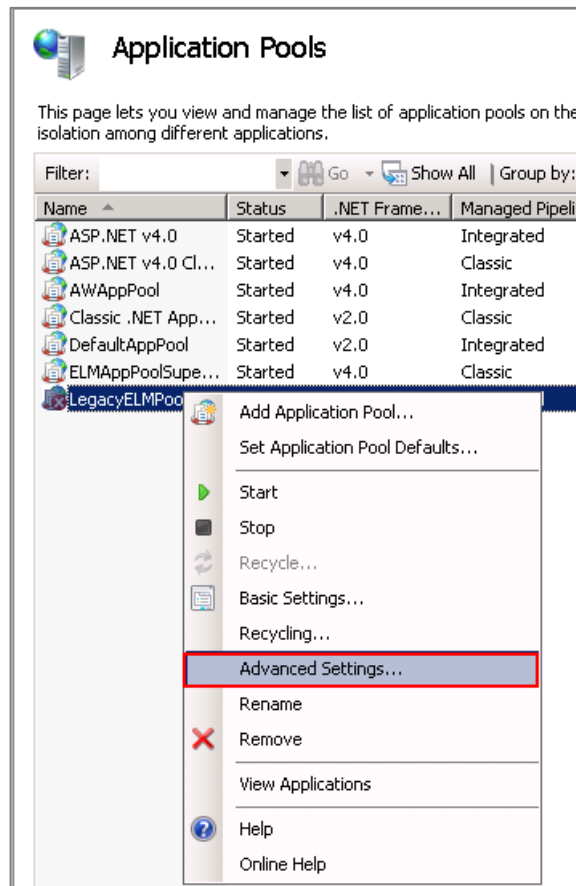 Application Pools
This page lets you view and manage the list of application pools on the
isolation among different applications.
Filter: Go Show All Group by:
Name Status .NET Frame... Managed Pipeli
ASP.NET v4.0 Started v4.0 Integrated
ASP.NET v4.0 Cl... Started v4.0 Classic
AWAppPool Started v4.0 Integrated
Classic .NET App... Started v2.0 Classic
DefaultAppPool Started v2.0 Integrated
ELMAppPoolSupe... Started v4.0 Classic
LegacyELMPoo
Add Application Pool...
Set Application Pool Defaults...
Start
Stop
Recycle...
Basic Settings...
Recycling...
Advanced Settings...
Rename
Remove
View Applications
Help
Online Help